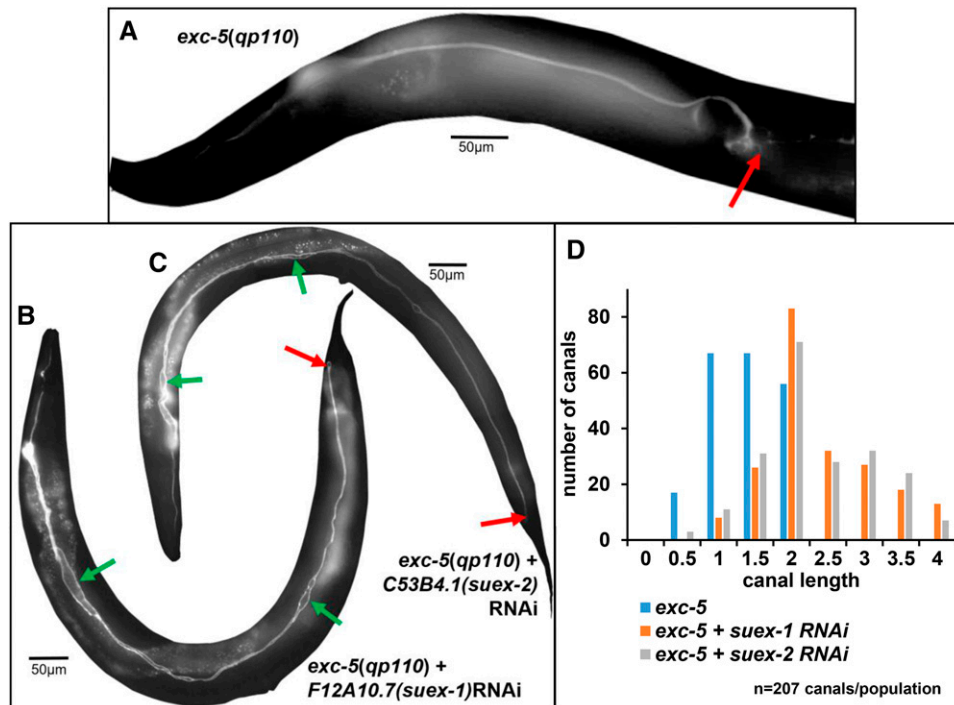 A
exc-5(qp110)
50µm
B
C
50µm
exc-5(qp110) +
C53B4.1(suex-2)
RNAi
50µm
exc-5(qp110) +
F12A10.7(suex-1)RNAi
D
number of canals
80
60
40
20
0
0 0.5 1 1.5 2 2.5 3 3.5 4
canal length
exc-5
exc-5 + suex-1 RNAi
exc-5 + suex-2 RNAi
n=207 canals/population